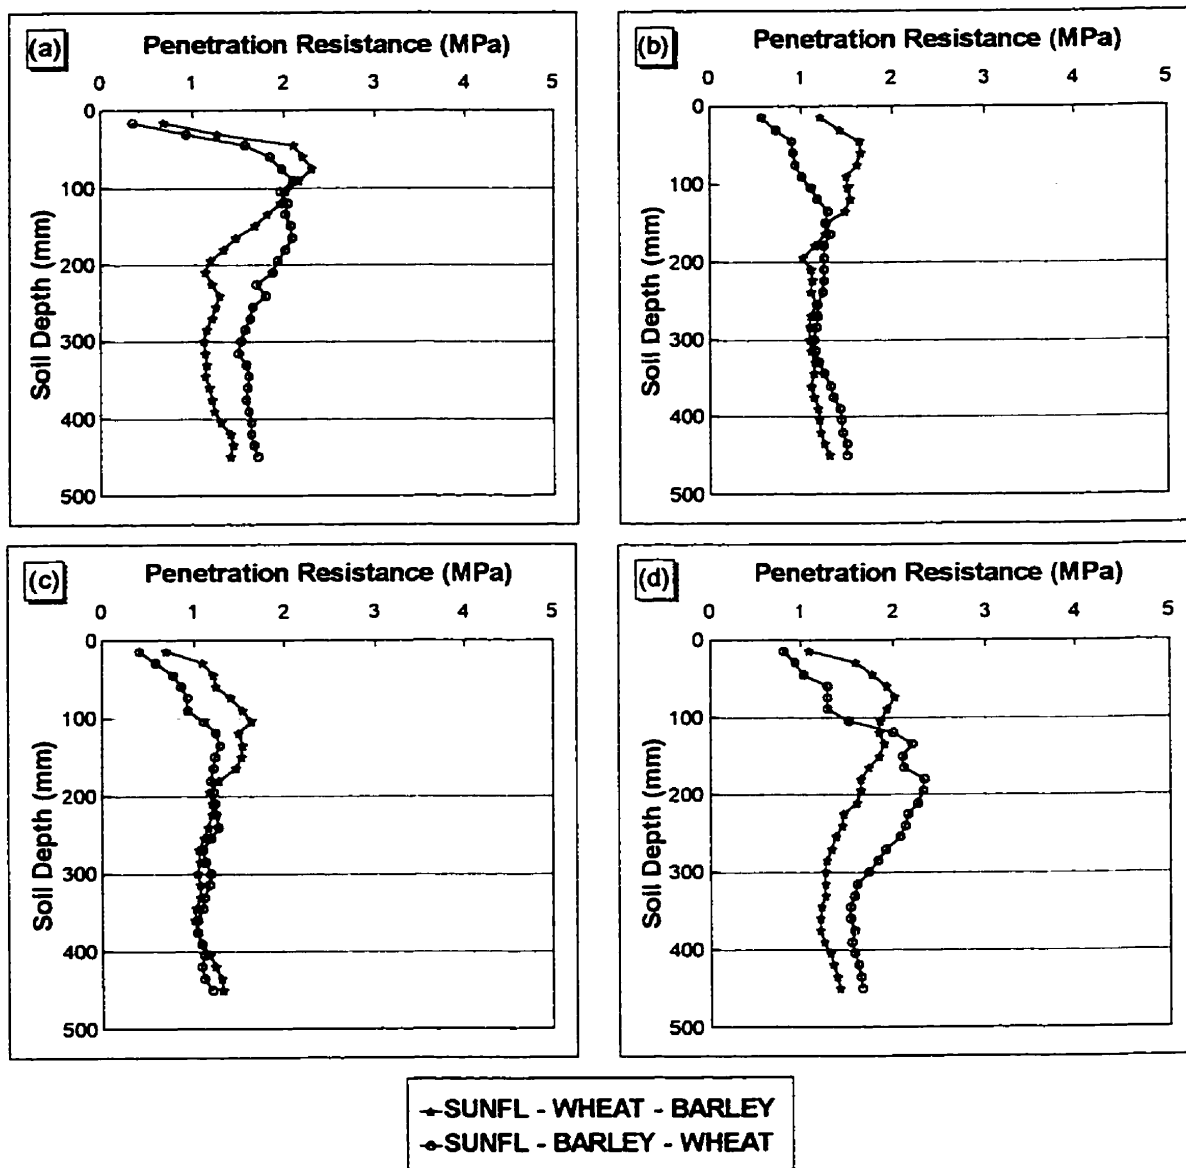 (a) Penetration Resistance (MPa)
0 1 2 3 4 5
0
100
200
300
400
500
Soil Depth (mm)
(b) Penetration Resistance (MPa)
0 1 2 3 4 5
0
100
200
300
400
500
Soil Depth (mm)
(c) Penetration Resistance (MPa)
0 1 2 3 4 5
0
100
200
300
400
500
Soil Depth (mm)
(d) Penetration Resistance (MPa)
0 1 2 3 4 5
0
100
200
300
400
500
Soil Depth (mm)
SUNFL - WHEAT - BARLEY
SUNFL - BARLEY - WHEAT